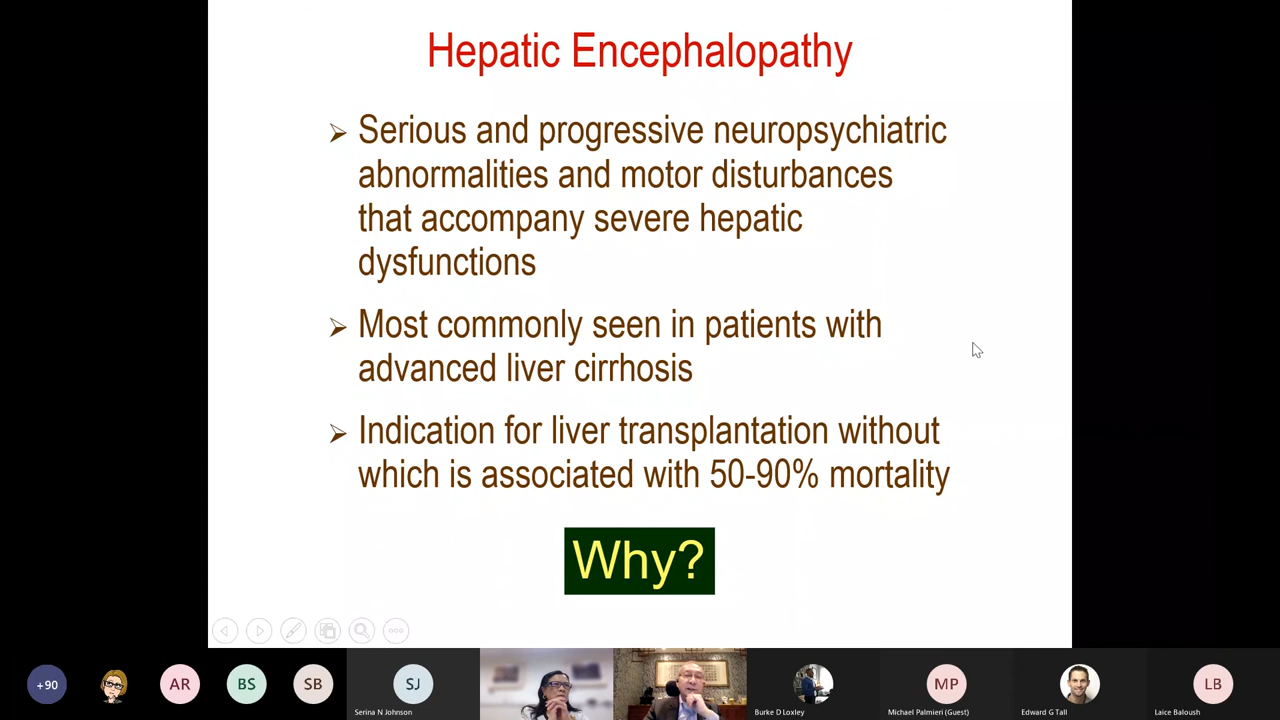 Hepatic Encephalopathy
Serious and progressive neuropsychiatric
abnormalities and motor disturbances
that accompany severe hepatic
dysfunctions
Most commonly seen in patients with
advanced liver cirrhosis
Indication for liver transplantation without
which is associated with 50-90% mortality
Why?
+90
AR
BS
SB
SJ
Serina N Johnson
Burke D Loxley
MP
Michael Palmieri (Guest)
Edward G Tall
LB
Laice Baloush